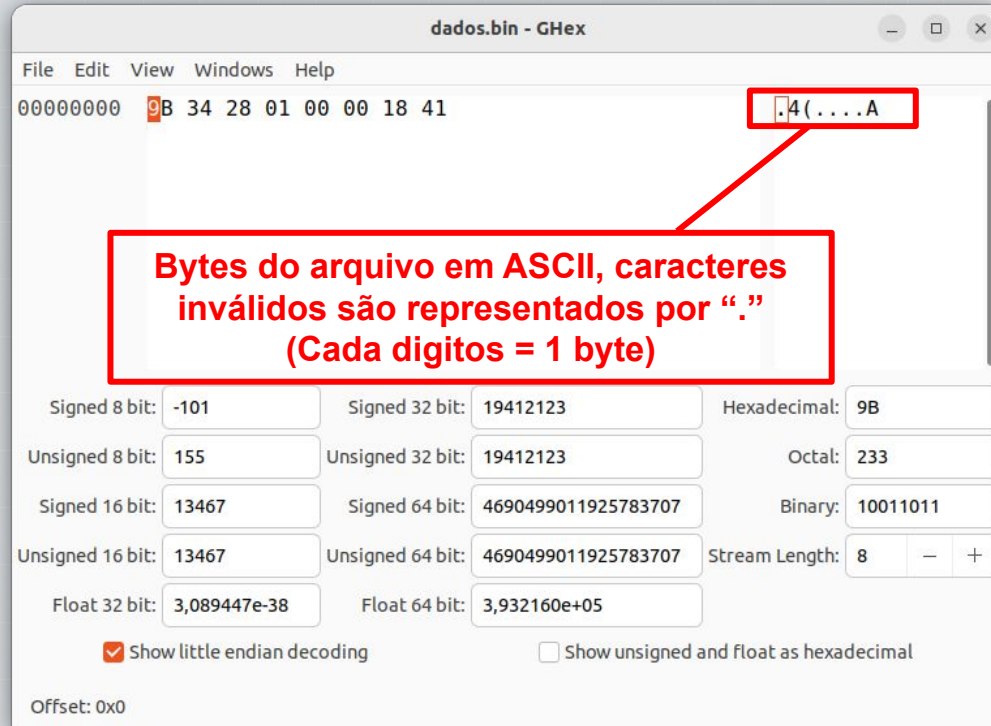 dados.bin - GHex
File Edit View Windows Help
00000000 9B 34 28 01 00 00 18 41 .4(....A
Bytes do arquivo em ASCII, caracteres
inválidos são representados por “.”
(Cada digitos = 1 byte)
Signed 8 bit: -101 Signed 32 bit: 19412123 Hexadecimal: 9B
Unsigned 8 bit: 155 Unsigned 32 bit: 19412123 Octal: 233
Signed 16 bit: 13467 Signed 64 bit: 4690499011925783707 Binary: 10011011
Unsigned 16 bit: 13467 Unsigned 64 bit: 4690499011925783707 Stream Length: 8 − +
Float 32 bit: 3,089447e-38 Float 64 bit: 3,932160e+05
Show little endian decoding Show unsigned and float as hexadecimal
Offset: 0x0